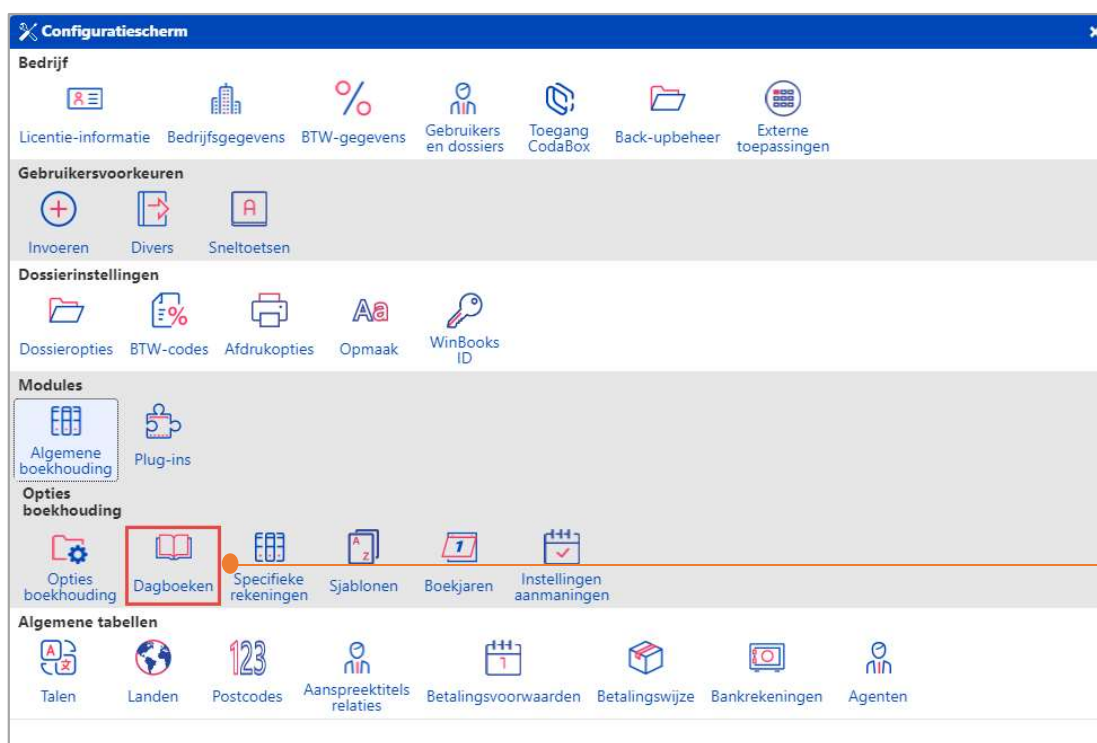 Configuratiescherm
Bedrijf
Licentie-informatie Bedrijfsgegevens BTW-gegevens Gebruikers en dossiers Toegang CodaBox Back-upbeheer Externe toepassingen
Gebruikersvoorkeuren
Invoeren Divers Sneltoetsen
Dossierinstellingen
Dossieropties BTW-codes Afdrukopties Opmaak WinBooks ID
Modules
Algemene boekhouding Plug-ins
Opties
boekhouding
Opties boekhouding Dagboeken Specifieke rekeningen Sjablonen Boekjaren Instellingen aanmaningen
Algemene tabellen
Talen Landen Postcodes Aanspreektitels relaties Betalingsvoorwaarden Betalingswijze Bankrekeningen Agenten